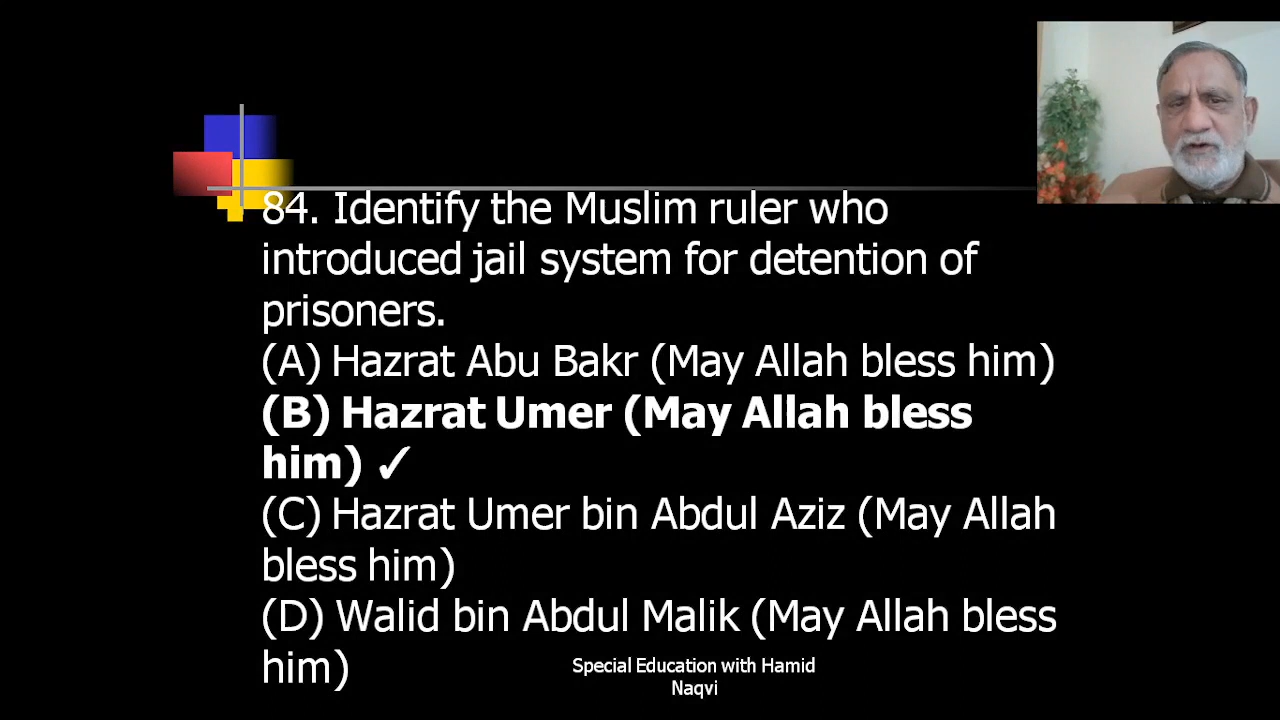 84. Identify the Muslim ruler who
introduced jail system for detention of
prisoners.
(A) Hazrat Abu Bakr (May Allah bless him)
(B) Hazrat Umer (May Allah bless
him) ✓
(C) Hazrat Umer bin Abdul Aziz (May Allah
bless him)
(D) Walid bin Abdul Malik (May Allah bless
him)
Special Education with Hamid
Naqvi